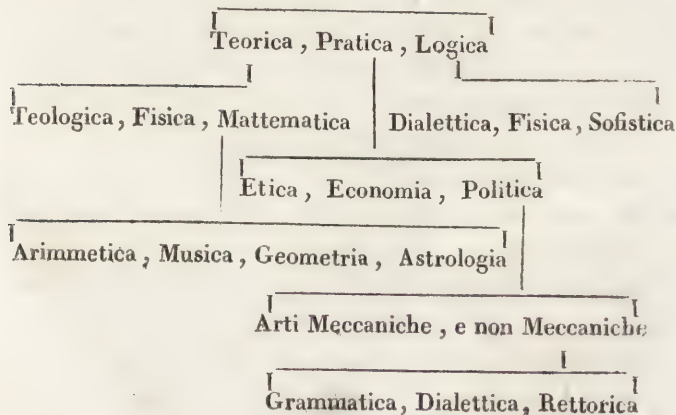 Teorica , Pratica , Logica
Teologica , Fisica , Mattematica Dialettica, Fisica , Sofistica
Etica , Economia , Politica
Arimmetica , Musica , Geometria , Astrologia
Arti Meccaniche , e non Meccaniche
Grammatica, Dialettica, Rettorica